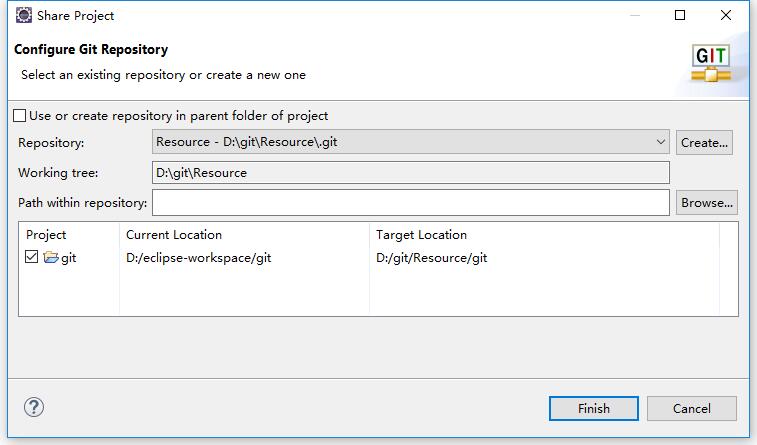 Share Project
Configure Git Repository
Select an existing repository or create a new one
GIT
Use or create repository in parent folder of project
Repository: Resource - D:\git\Resource\.git Create...
Working tree: D:\git\Resource
Path within repository: Browse...
Project Current Location Target Location
git D:/eclipse-workspace/git D:/git/Resource/git
? Finish Cancel